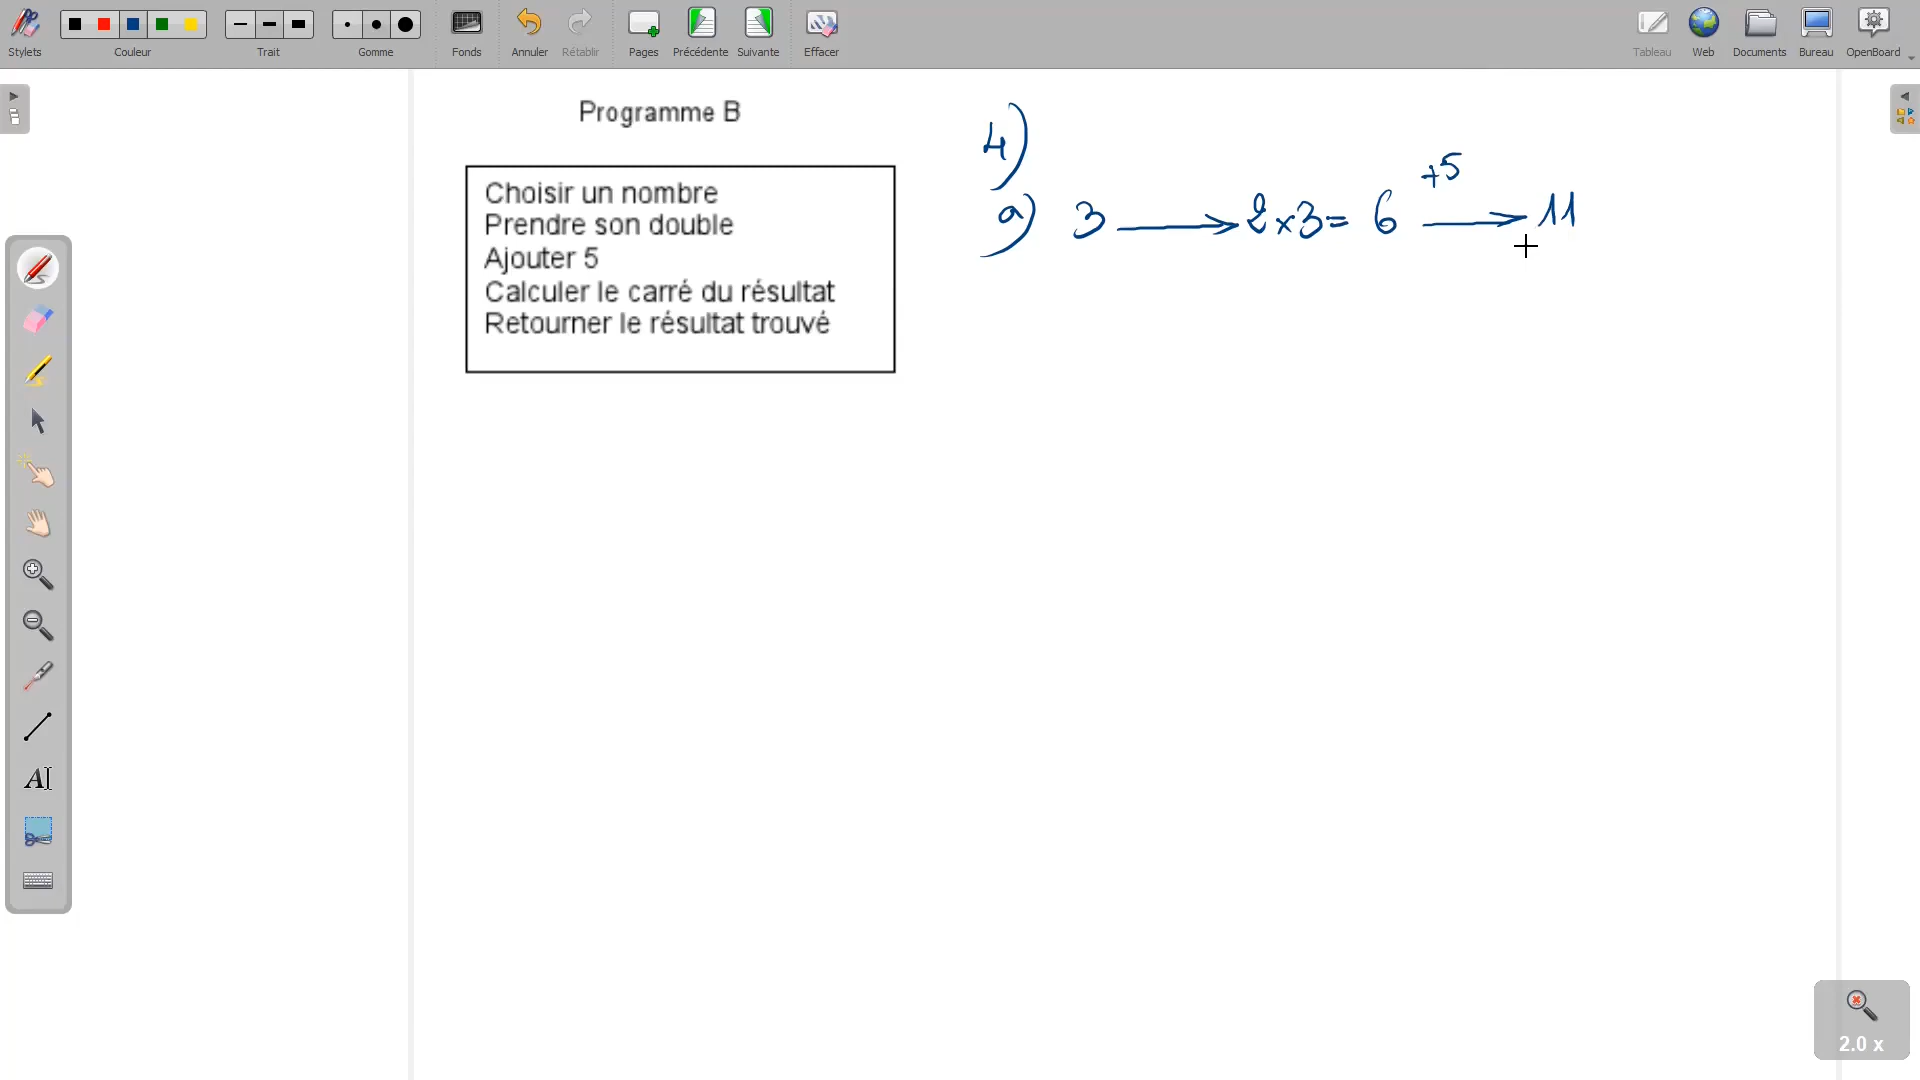 Stylets Couleur Trait Gomme Fonds Annuler Rétablir Pages Précédente Suivante Effacer Tableau Web Documents Bureau OpenBoard
Programme B
Choisir un nombre
Prendre son double
Ajouter 5
Calculer le carré du résultat
Retourner le résultat trouvé
4)
+5
a) 3 ⟶ 2×3= 6 ⟶ 11
2.0 x